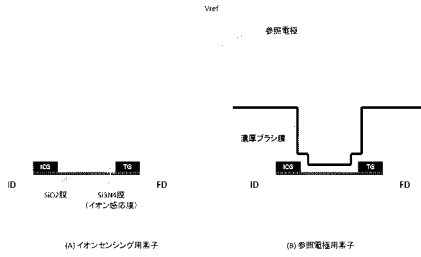 Vref
参照電極
濃厚ブラシ膜
ICG
TG
ICG
TG
ID
FD
ID
FD
SiO2膜
Si3N4膜
(イオン感応膜)
(A) イオンセンシング用素子
(B) 参照電極用素子